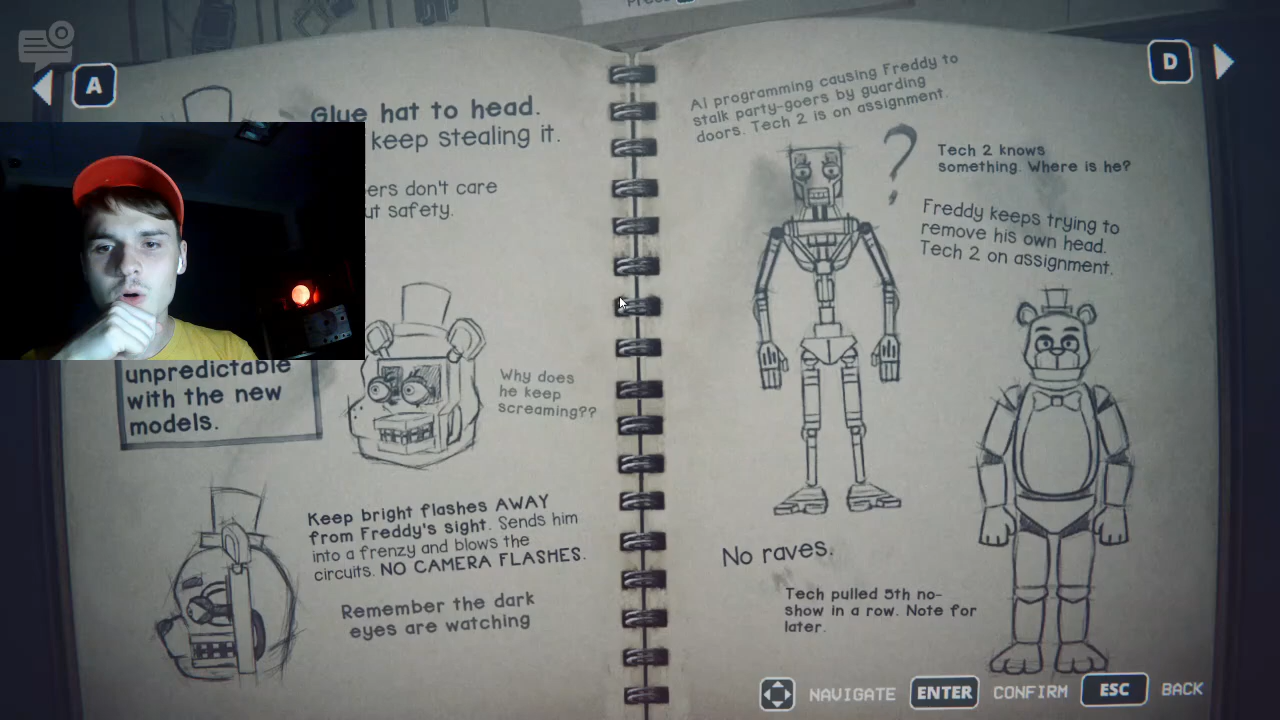 Press
A
D
Glue hat to head.
keep stealing it.
ers don't care
ut safety.
unpredictable
with the new
models.
Why does
he keep
screaming??
Keep bright flashes AWAY
from Freddy's sight. Sends him
into a frenzy and blows the
circuits. NO CAMERA FLASHES.
Remember the dark
eyes are watching
AI programming causing Freddy to
stalk party-goers by guarding
doors. Tech 2 is on assignment.
?
Tech 2 knows
something. Where is he?
Freddy keeps trying to
remove his own head.
Tech 2 on assignment.
No raves.
Tech pulled 5th no-
show in a row. Note for
later.
NAVIGATE ENTER CONFIRM ESC BACK